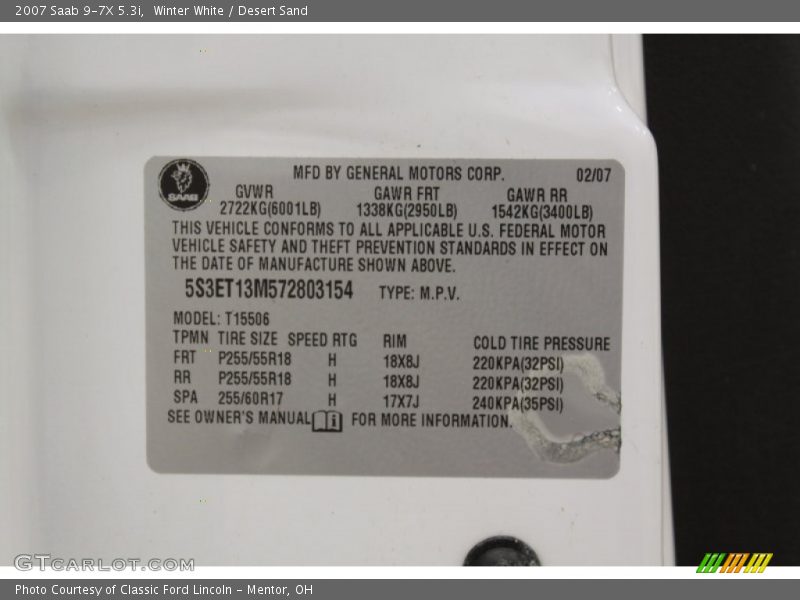 2007 Saab 9-7X 5.3i,  Winter White / Desert Sand
SAAB
MFD BY GENERAL MOTORS CORP. 02/07
GVWR GAWR FRT GAWR RR
2722KG(6001LB) 1338KG(2950LB) 1542KG(3400LB)
THIS VEHICLE CONFORMS TO ALL APPLICABLE U.S. FEDERAL MOTOR
VEHICLE SAFETY AND THEFT PREVENTION STANDARDS IN EFFECT ON
THE DATE OF MANUFACTURE SHOWN ABOVE.
5S3ET13M572803154 TYPE: M.P.V.
MODEL: T15506
TPMN TIRE SIZE SPEED RTG RIM COLD TIRE PRESSURE
FRT P255/55R18 H 18X8J 220KPA(32PSI)
RR P255/55R18 H 18X8J 220KPA(32PSI)
SPA 255/60R17 H 17X7J 240KPA(35PSI)
SEE OWNER'S MANUAL i FOR MORE INFORMATION.
GTCARLOT.COM
Photo Courtesy of Classic Ford Lincoln - Mentor, OH